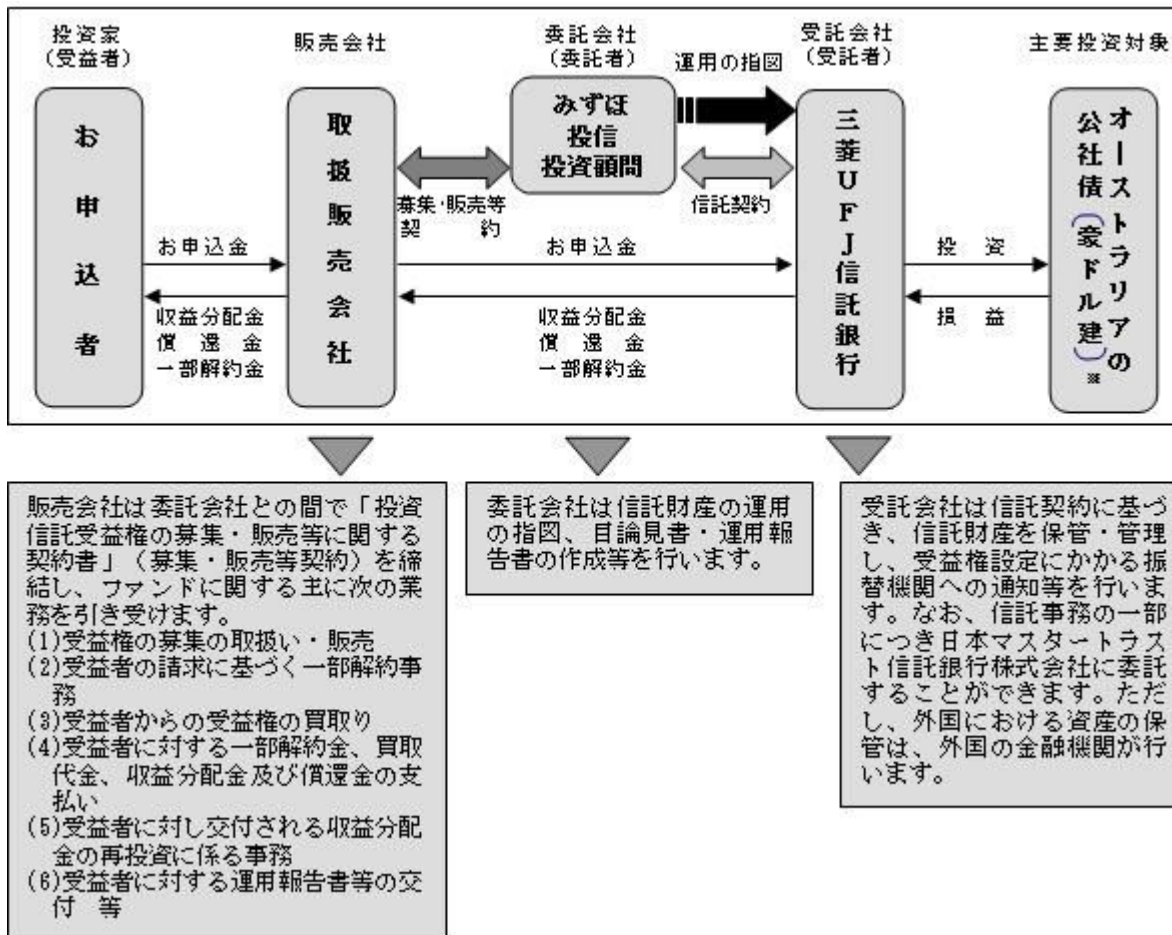 投資家
(受益者)
販売会社
委託会社
(委託者)
運用の指図
受託会社
(受託者)
主要投資対象
お申込者
取扱販売会社
みずほ
投信
投資顧問
三菱UFJ信託銀行
オーストラリアの
公社債(豪ドル建)※
募集・販売等
契　　約
信託契約
お申込金
収益分配金
償　還　金
一部解約金
お申込金
収益分配金
償　還　金
一部解約金
投　資
損　益
販売会社は委託会社との間で「投資
信託受益権の募集・販売等に関する
契約書」（募集・販売等契約）を締
結し、ファンドに関する主に次の業
務を引き受けます。
(1)受益権の募集の取扱い・販売
(2)受益者の請求に基づく一部解約事
務
(3)受益者からの受益権の買取り
(4)受益者に対する一部解約金、買取
代金、収益分配金及び償還金の支
払い
(5)受益者に対し交付される収益分配
金の再投資に係る事務
(6)受益者に対する運用報告書等の交
付　等
委託会社は信託財産の運用
の指図、目論見書・運用報
告書の作成等を行います。
受託会社は信託契約に基づ
き、信託財産を保管・管理
し、受益権設定にかかる振
替機関への通知等を行いま
す。なお、信託事務の一部
につき日本マスタートラス
ト信託銀行株式会社に委託
することができます。ただ
し、外国における資産の保
管は、外国の金融機関が行
います。